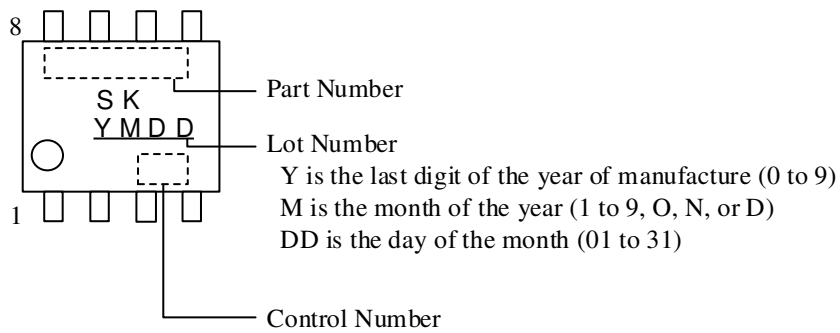 8
Part Number
S K
Y M D D
Lot Number
Y is the last digit of the year of manufacture (0 to 9)
M is the month of the year (1 to 9, O, N, or D)
DD is the day of the month (01 to 31)
1
Control Number